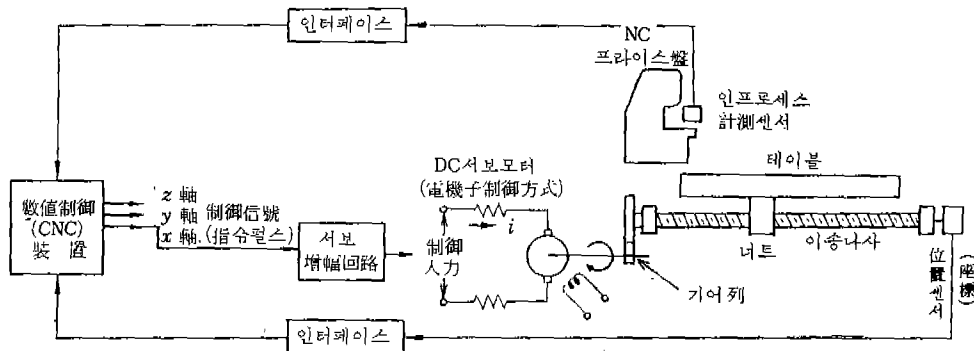 인터페이스
NC
프라이스盤
인프로세스
計測센서
테이블
DC서보모터
(電機子制御方式)
i
數値制御
(CNC)
裝置
z 軸
y 軸 制御信號
x 軸.(指令펄스)
서보
增幅回路
制御
入力
너트
이송나사
기어列
位置센서
(座標)
인터페이스